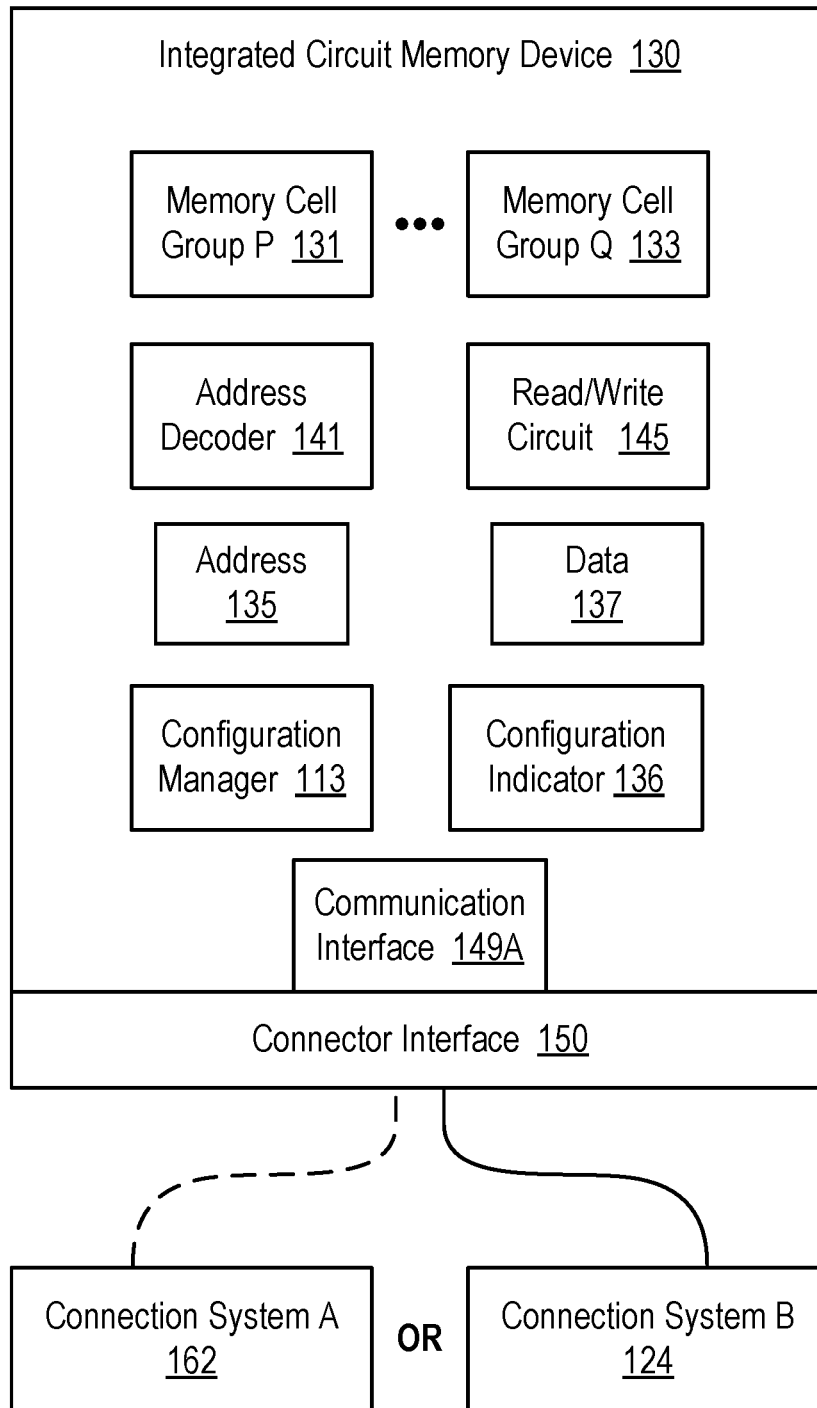 Integrated Circuit Memory Device 130
Memory Cell
Group P 131
•••
Memory Cell
Group Q 133
Address
Decoder 141
Read/Write
Circuit 145
Address
135
Data
137
Configuration
Manager 113
Configuration
Indicator 136
Communication
Interface 149A
Connector Interface 150
Connection System A
162
OR
Connection System B
124